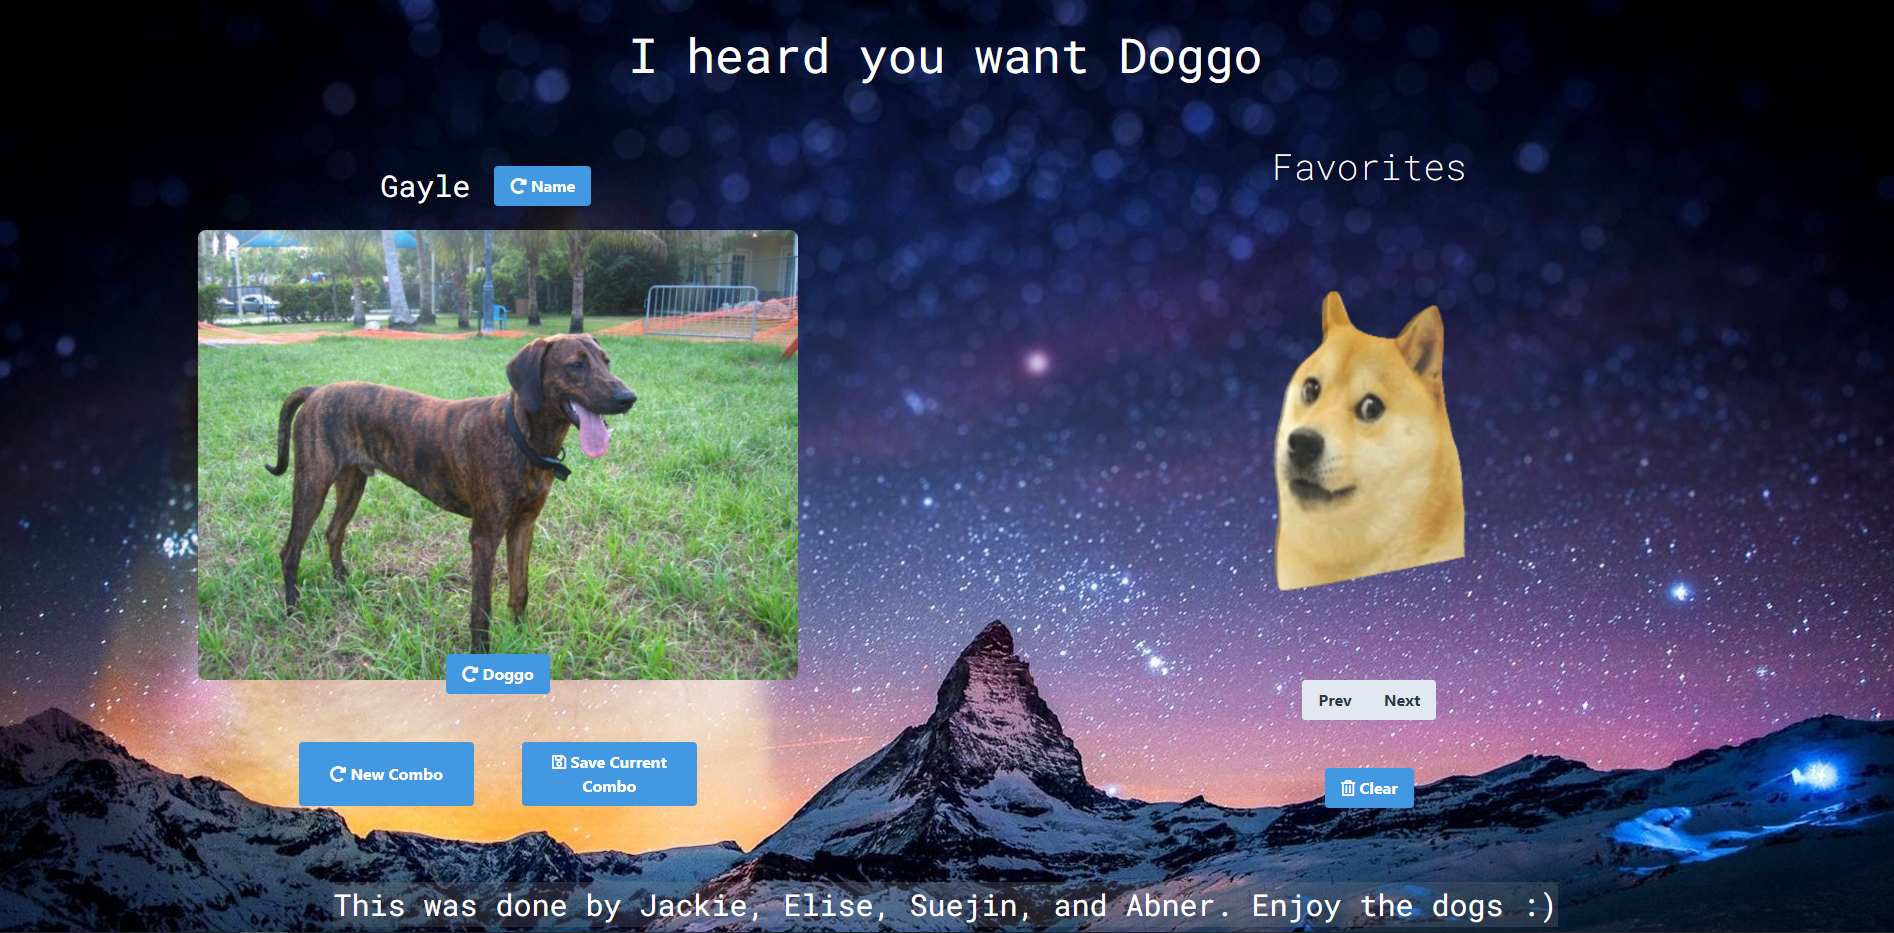 I heard you want Doggo
Gayle
Name
Doggo
New Combo
Save Current
Combo
Favorites
Prev
Next
Clear
This was done by Jackie, Elise, Suejin, and Abner. Enjoy the dogs :)